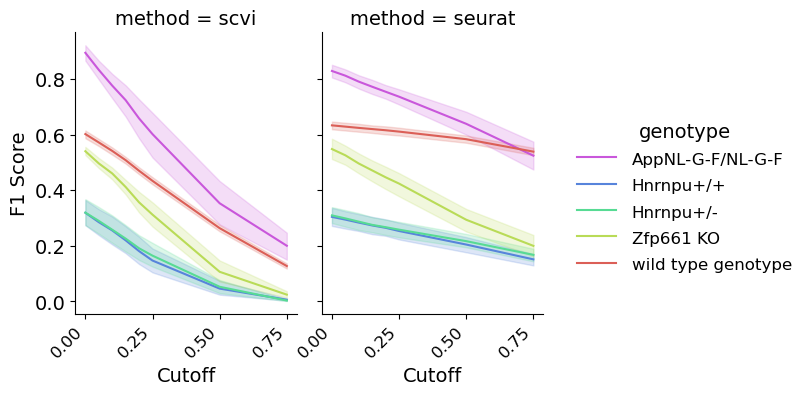 method = scvi
method = seurat
F1 Score
0.8
0.6
0.4
0.2
0.0
0.00
0.25
0.50
0.75
Cutoff
0.00
0.25
0.50
0.75
Cutoff
genotype
AppNL-G-F/NL-G-F
Hnrnpu+/+
Hnrnpu+/-
Zfp661 KO
wild type genotype